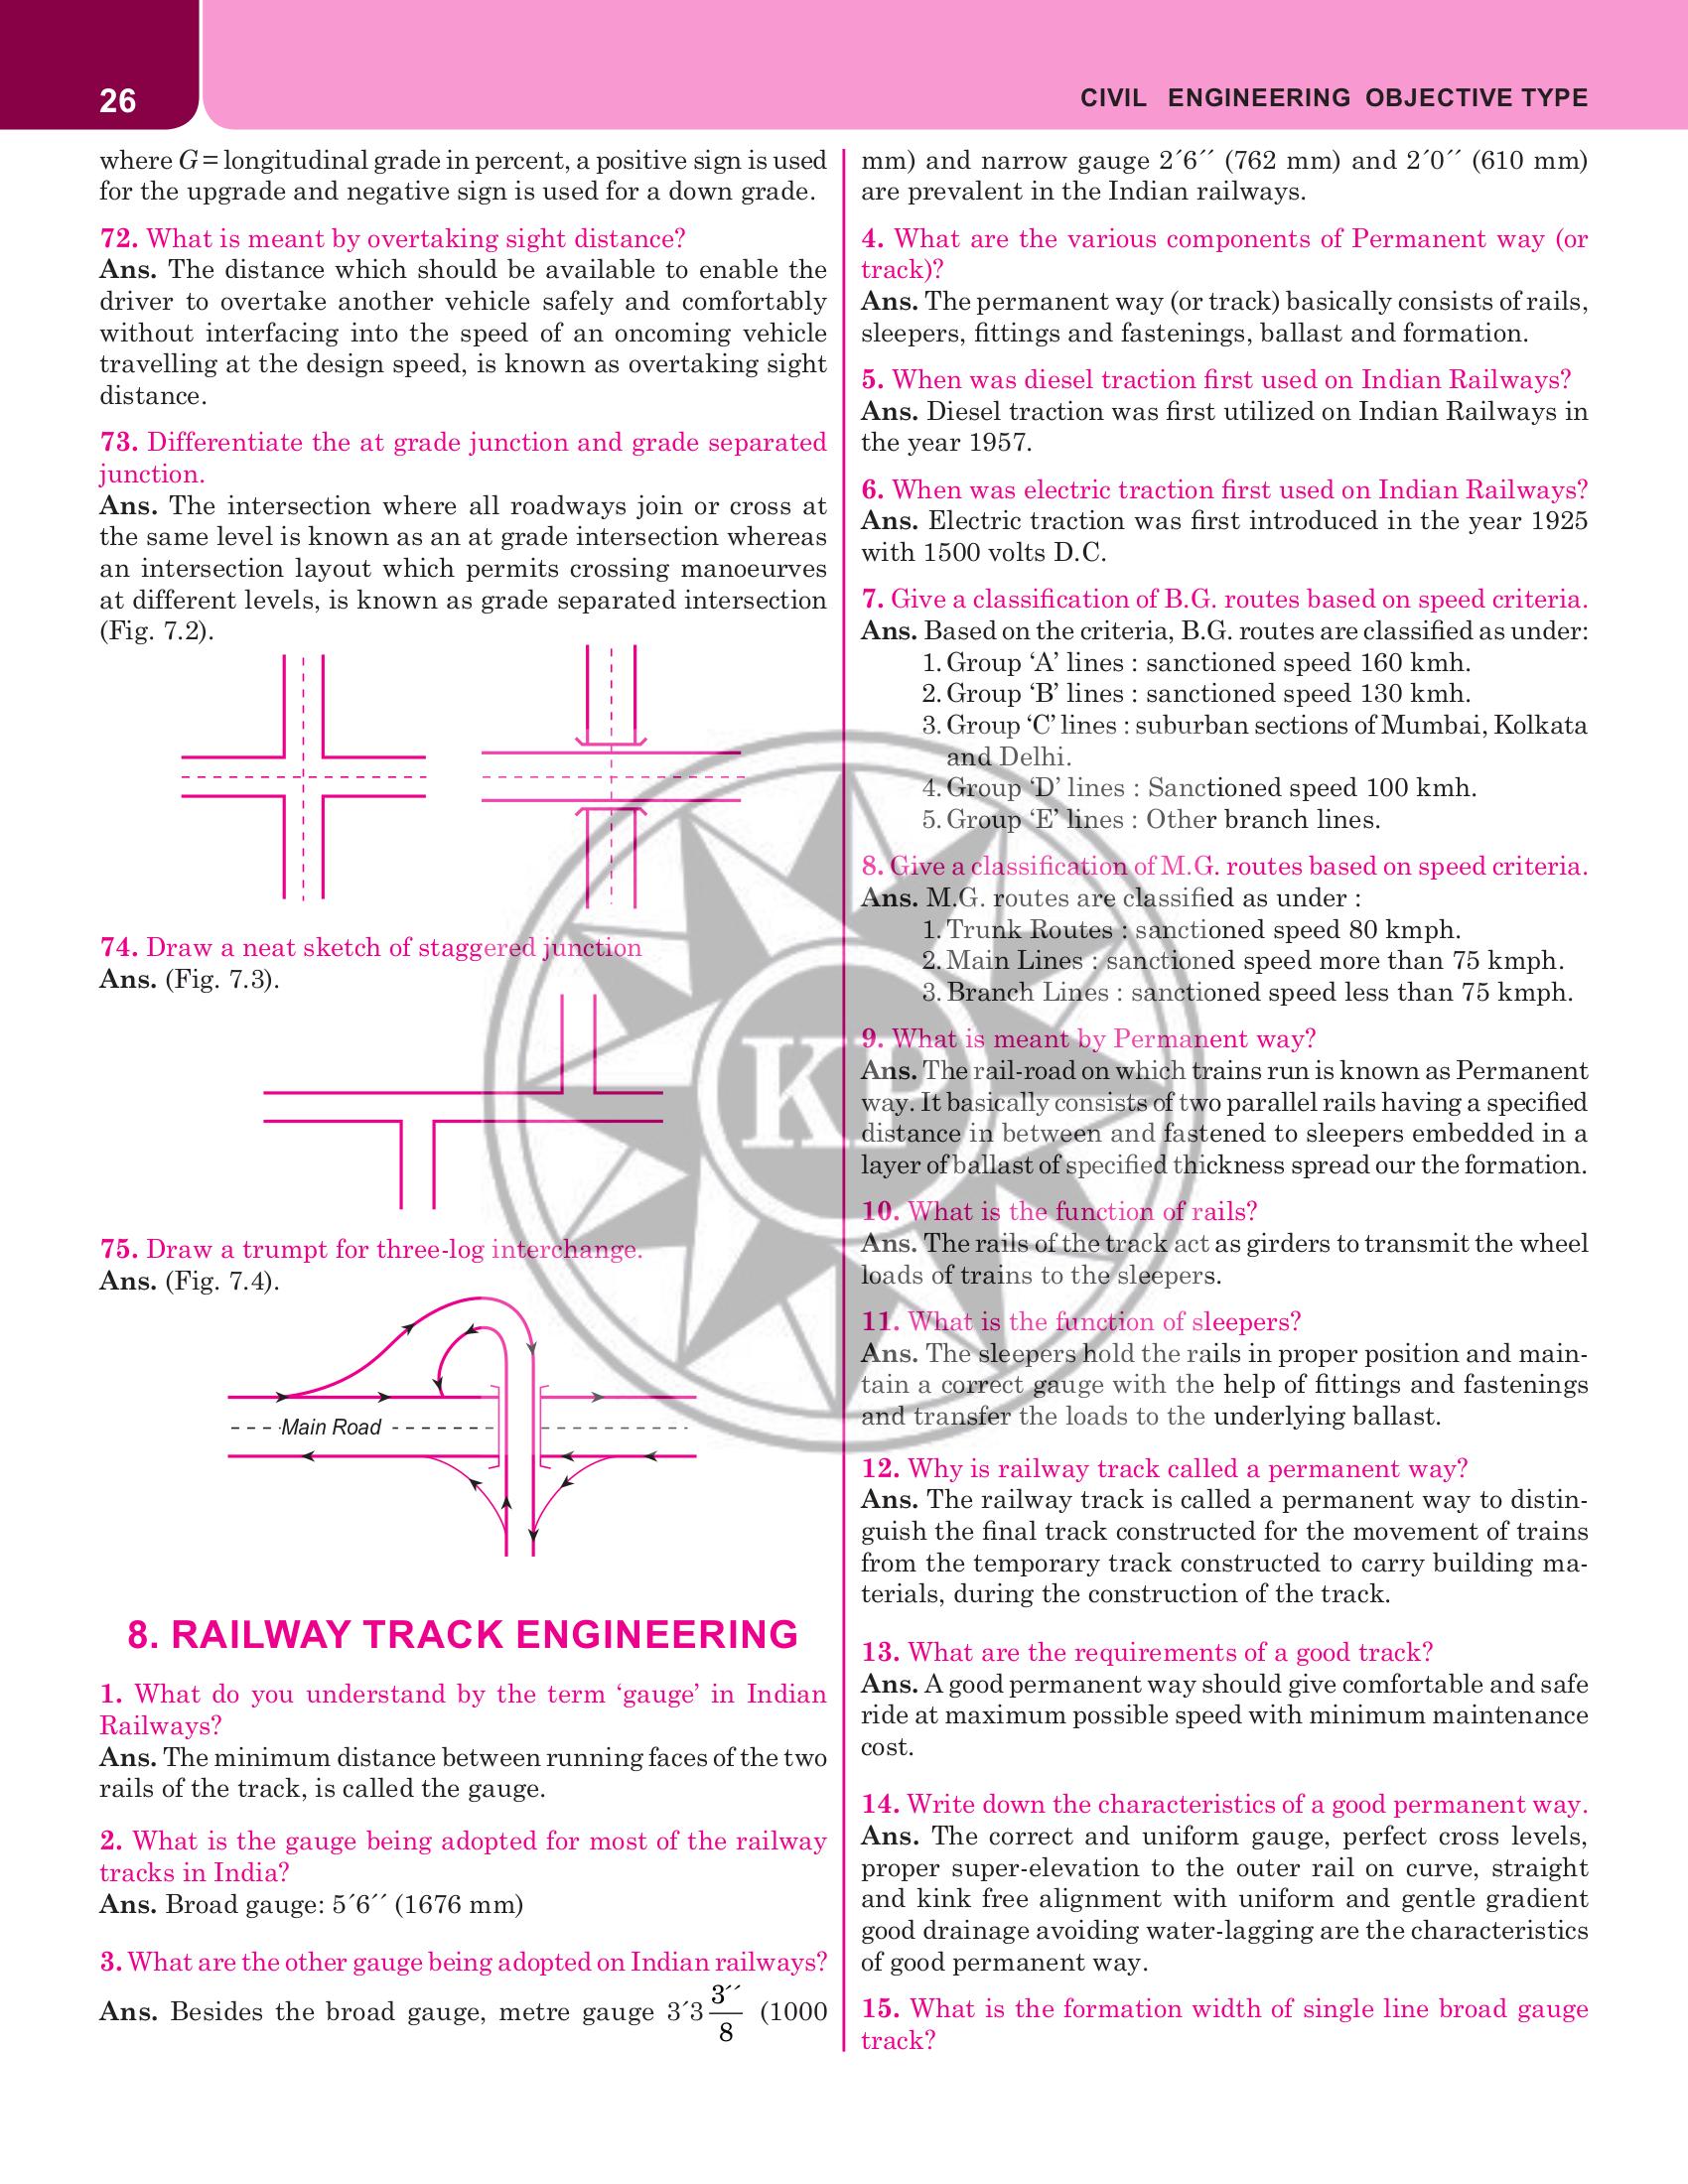 26
CIVIL ENGINEERING OBJECTIVE TYPE
where G = longitudinal grade in percent, a positive sign is used
for the upgrade and negative sign is used for a down grade.
72. What is meant by overtaking sight distance?
Ans. The distance which should be available to enable the
driver to overtake another vehicle safely and comfortably
without interfacing into the speed of an oncoming vehicle
travelling at the design speed, is known as overtaking sight
distance.
73. Differentiate the at grade junction and grade separated
junction.
Ans. The intersection where all roadways join or cross at
the same level is known as an at grade intersection whereas
an intersection layout which permits crossing manoeurves
at different levels, is known as grade separated intersection
(Fig. 7.2).
74. Draw a neat sketch of staggered junction
Ans. (Fig. 7.3).
75. Draw a trumpt for three-log interchange.
Ans. (Fig. 7.4).
Main Road
8. RAILWAY TRACK ENGINEERING
1. What do you understand by the term ‘gauge’ in Indian
Railways?
Ans. The minimum distance between running faces of the two
rails of the track, is called the gauge.
2. What is the gauge being adopted for most of the railway
tracks in India?
Ans. Broad gauge: 5´6´´ (1676 mm)
3. What are the other gauge being adopted on Indian railways?
Ans. Besides the broad gauge, metre gauge 3´3 3´´/8 (1000
mm) and narrow gauge 2´6´´ (762 mm) and 2´0´´ (610 mm)
are prevalent in the Indian railways.
4. What are the various components of Permanent way (or
track)?
Ans. The permanent way (or track) basically consists of rails,
sleepers, fittings and fastenings, ballast and formation.
5. When was diesel traction first used on Indian Railways?
Ans. Diesel traction was first utilized on Indian Railways in
the year 1957.
6. When was electric traction first used on Indian Railways?
Ans. Electric traction was first introduced in the year 1925
with 1500 volts D.C.
7. Give a classification of B.G. routes based on speed criteria.
Ans. Based on the criteria, B.G. routes are classified as under:
1. Group ‘A’ lines : sanctioned speed 160 kmh.
2. Group ‘B’ lines : sanctioned speed 130 kmh.
3. Group ‘C’ lines : suburban sections of Mumbai, Kolkata
and Delhi.
4. Group ‘D’ lines : Sanctioned speed 100 kmh.
5. Group ‘E’ lines : Other branch lines.
8. Give a classification of M.G. routes based on speed criteria.
Ans. M.G. routes are classified as under :
1. Trunk Routes : sanctioned speed 80 kmph.
2. Main Lines : sanctioned speed more than 75 kmph.
3. Branch Lines : sanctioned speed less than 75 kmph.
9. What is meant by Permanent way?
Ans. The rail-road on which trains run is known as Permanent
way. It basically consists of two parallel rails having a specified
distance in between and fastened to sleepers embedded in a
layer of ballast of specified thickness spread our the formation.
10. What is the function of rails?
Ans. The rails of the track act as girders to transmit the wheel
loads of trains to the sleepers.
11. What is the function of sleepers?
Ans. The sleepers hold the rails in proper position and main-
tain a correct gauge with the help of fittings and fastenings
and transfer the loads to the underlying ballast.
12. Why is railway track called a permanent way?
Ans. The railway track is called a permanent way to distin-
guish the final track constructed for the movement of trains
from the temporary track constructed to carry building ma-
terials, during the construction of the track.
13. What are the requirements of a good track?
Ans. A good permanent way should give comfortable and safe
ride at maximum possible speed with minimum maintenance
cost.
14. Write down the characteristics of a good permanent way.
Ans. The correct and uniform gauge, perfect cross levels,
proper super-elevation to the outer rail on curve, straight
and kink free alignment with uniform and gentle gradient
good drainage avoiding water-lagging are the characteristics
of good permanent way.
15. What is the formation width of single line broad gauge
track?
KP